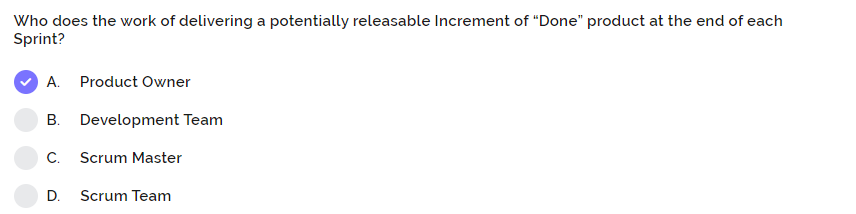 Who does the work of delivering a potentially releasable Increment of “Done” product at the end of each
Sprint?
A. Product Owner
B. Development Team
C. Scrum Master
D. Scrum Team